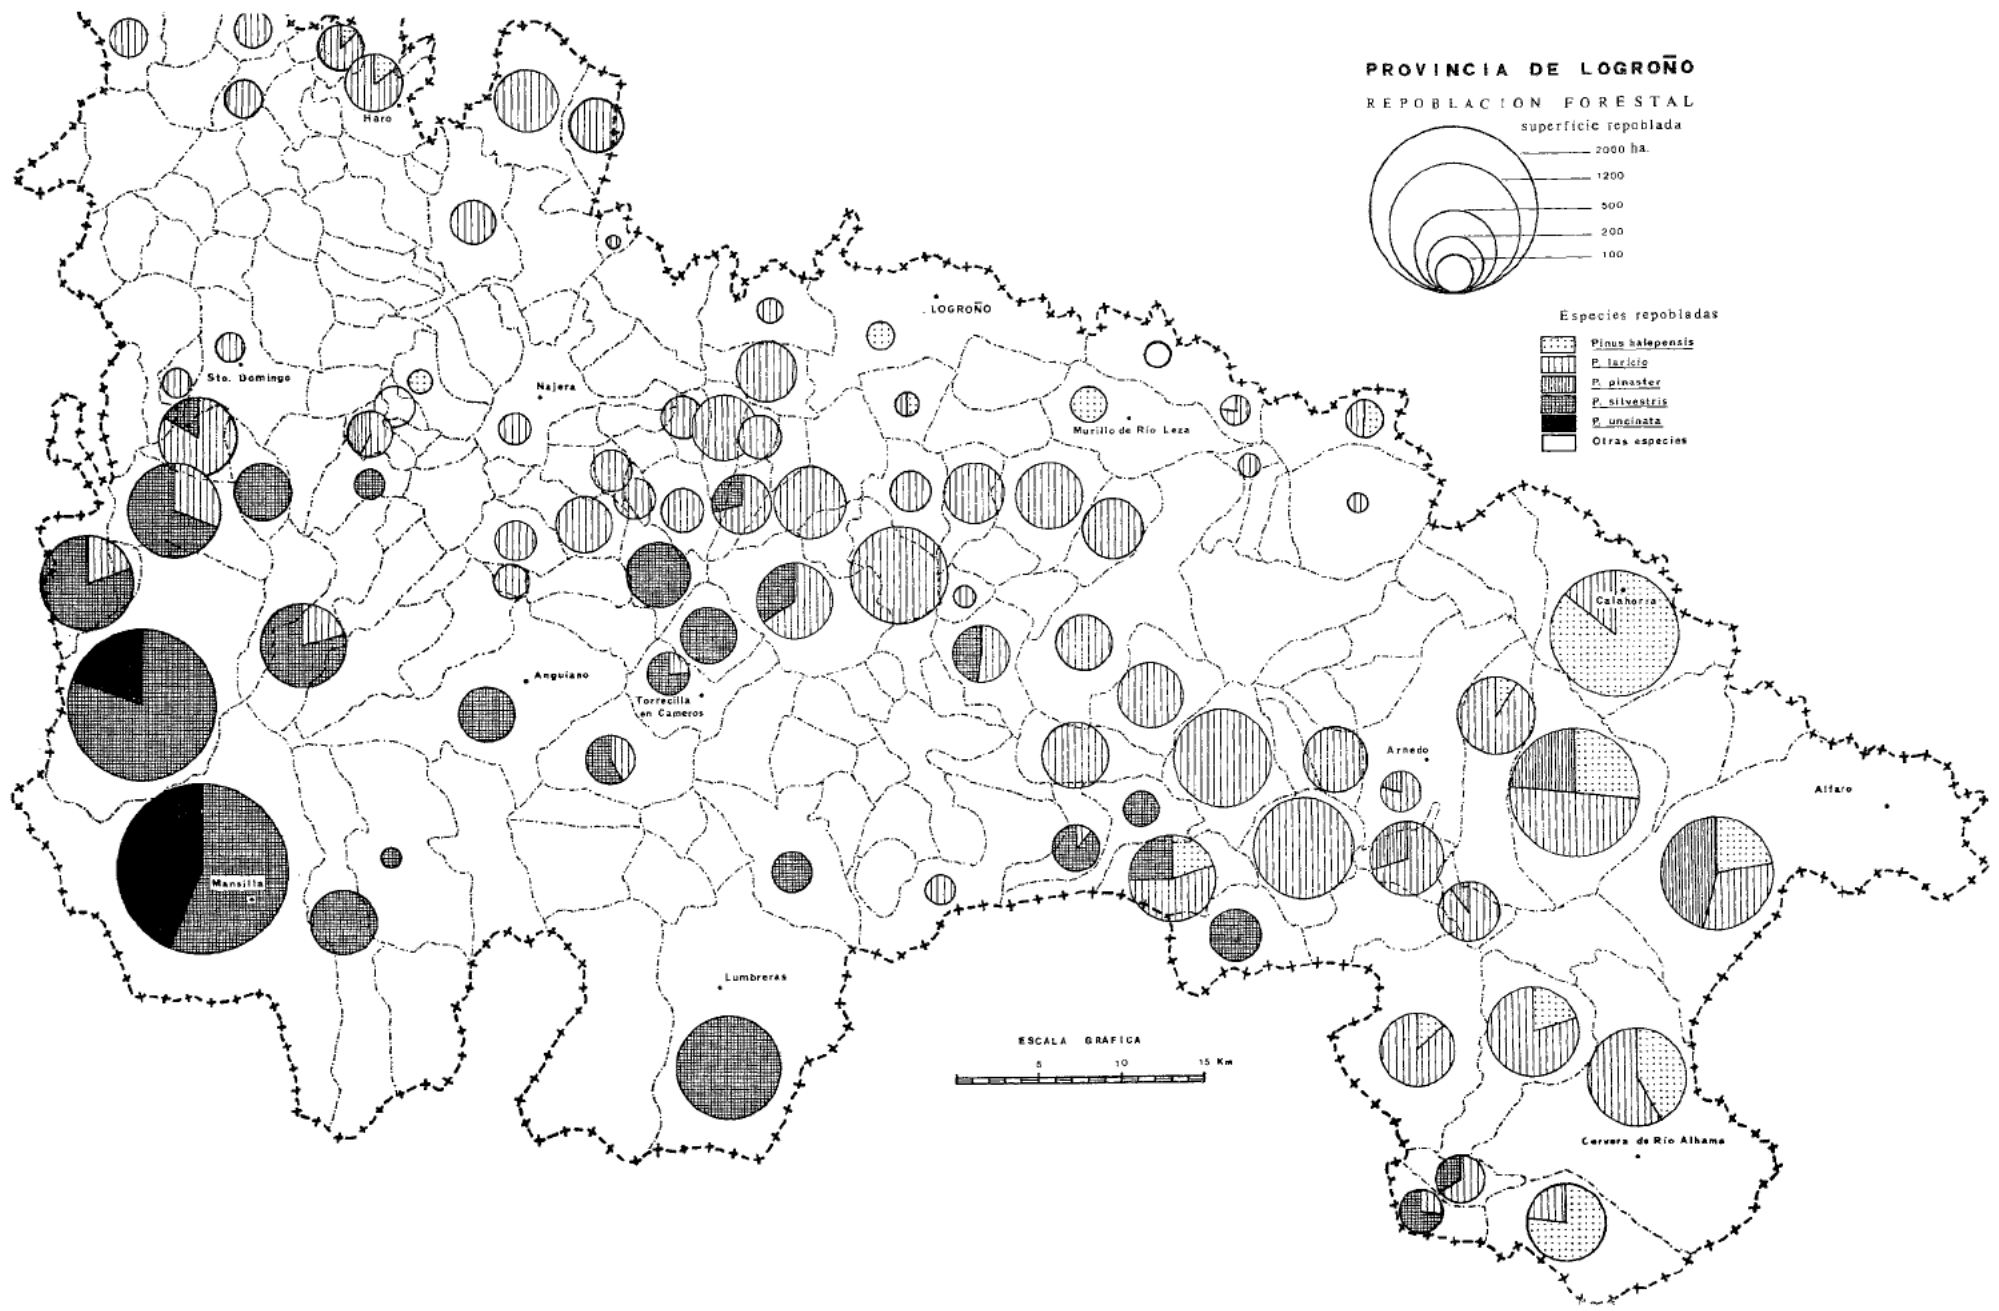 PROVINCIA DE LOGROÑO
REPOBLACION FORESTAL
superficie repoblada
2000 ha.
1200
500
200
100
Especies repobladas
Pinus halepensis
P. laricio
P. pinaster
P. silvestris
P. uncinata
Otras especies
Haro
LOGROÑO
Sto. Domingo
Najera
Murillo de Río Leza
Calahorra
Anguiano
Torrecilla
en Cameros
Arnedo
Alfaro
Mansilla
Lumbreras
ESCALA GRÁFICA
5 10 15 Km
Cervera de Río Alhama